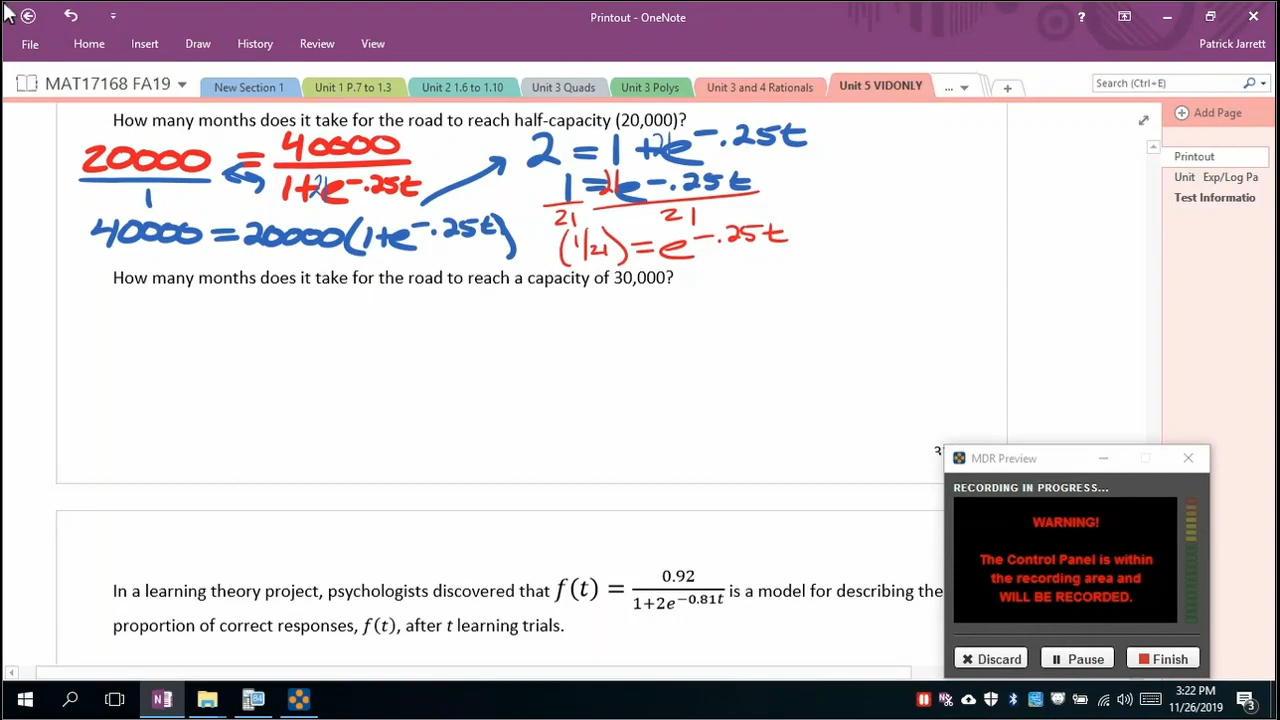 Printout - OneNote
File Home Insert Draw History Review View Patrick Jarrett
MAT17168 FA19 New Section 1 Unit 1 P.7 to 1.3 Unit 2 1.6 to 1.10 Unit 3 Quads Unit 3 Polys Unit 3 and 4 Rationals Unit 5 VIDONLY ... Search (Ctrl+E)
Add Page
Printout
Unit Exp/Log Pa
Test Informatio
How many months does it take for the road to reach half-capacity (20,000)?
20000/1 = 40000/(1+21e^-.25t)
40000 = 20000(1+e^-.25t)
2 = 1 + 21e^-.25t
1/21 = 21e^-.25t/21
(1/21) = e^-.25t
How many months does it take for the road to reach a capacity of 30,000?
3
In a learning theory project, psychologists discovered that f(t) = 0.92/(1+2e^−0.81t) is a model for describing the
proportion of correct responses, f(t), after t learning trials.
MDR Preview
RECORDING IN PROGRESS...
WARNING!
The Control Panel is within
the recording area and
WILL BE RECORDED.
Discard Pause Finish
3:22 PM
11/26/2019
3